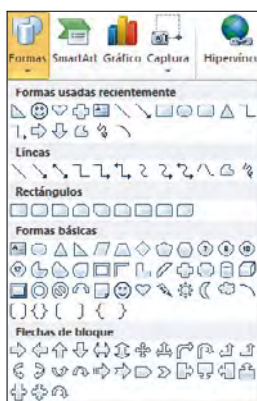 Formas SmartArt Gráfico Captura Hipervínc
Formas usadas recientemente
Líneas
Rectángulos
Formas básicas
Flechas de bloque